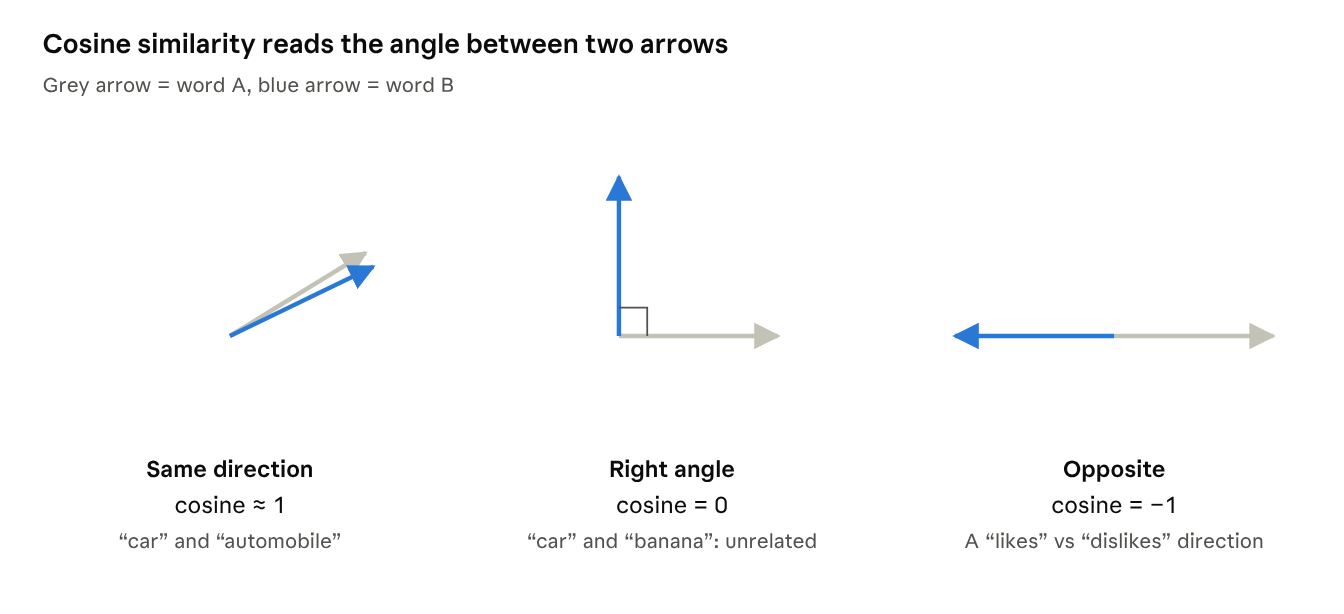 Cosine similarity reads the angle between two arrows
Grey arrow = word A, blue arrow = word B
Same direction
cosine ≈ 1
“car” and “automobile”
Right angle
cosine = 0
“car” and “banana”: unrelated
Opposite
cosine = −1
A “likes” vs “dislikes” direction